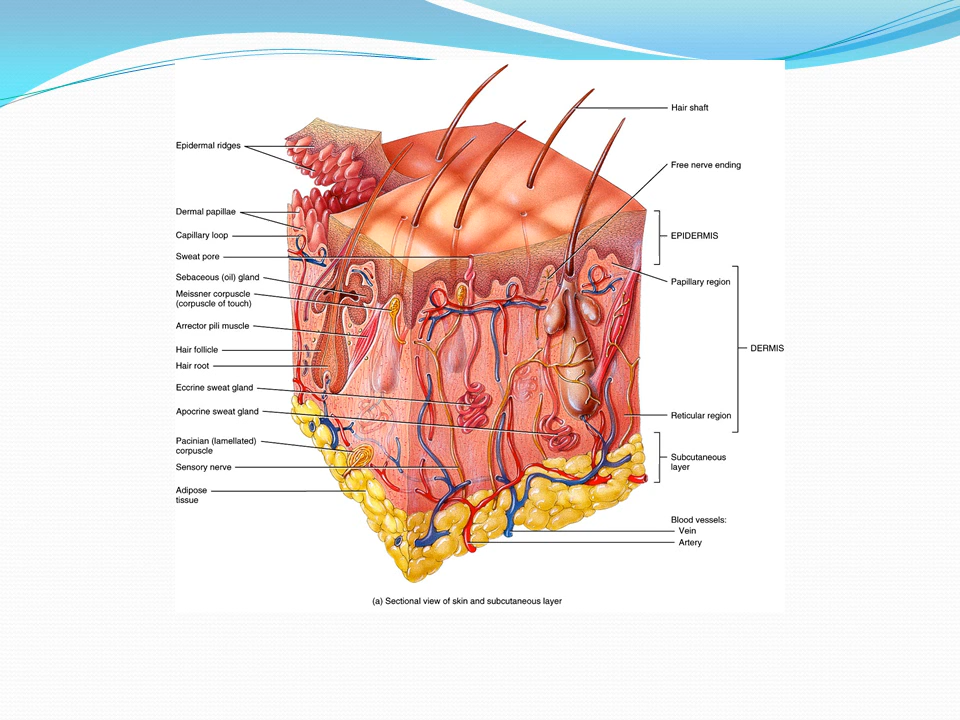 Hair shaft
Epidermal ridges
Free nerve ending
Dermal papillae
Capillary loop
EPIDERMIS
Sweat pore
Sebaceous (oil) gland
Papillary region
Meissner corpuscle
(corpuscle of touch)
Arrector pili muscle
DERMIS
Hair follicle
Hair root
Eccrine sweat gland
Apocrine sweat gland
Reticular region
Pacinian (lamellated)
corpuscle
Subcutaneous
layer
Sensory nerve
Adipose
tissue
Blood vessels:
Vein
Artery
(a) Sectional view of skin and subcutaneous layer